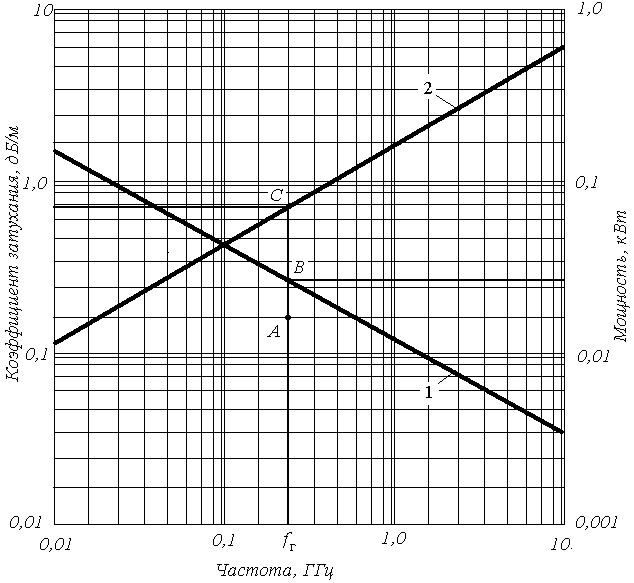 10
1,0
2
Коэффициент затухания, дБ/м
1,0
C
0,1
Мощность, кВт
B
A
0,1
0,01
1
0,01
0,001
0,01
0,1
fг
1,0
10.
Частота, ГГц